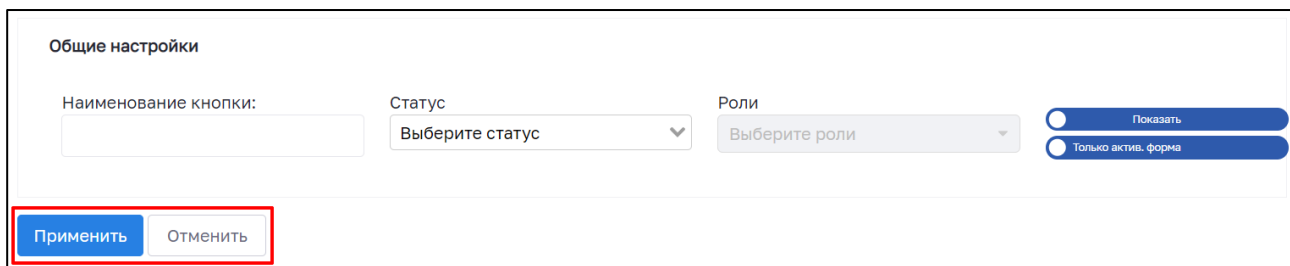 Общие настройки
Наименование кнопки:
Статус
Роли
Выберите статус
Выберите роли
Показать
Только актив. форма
Применить
Отменить